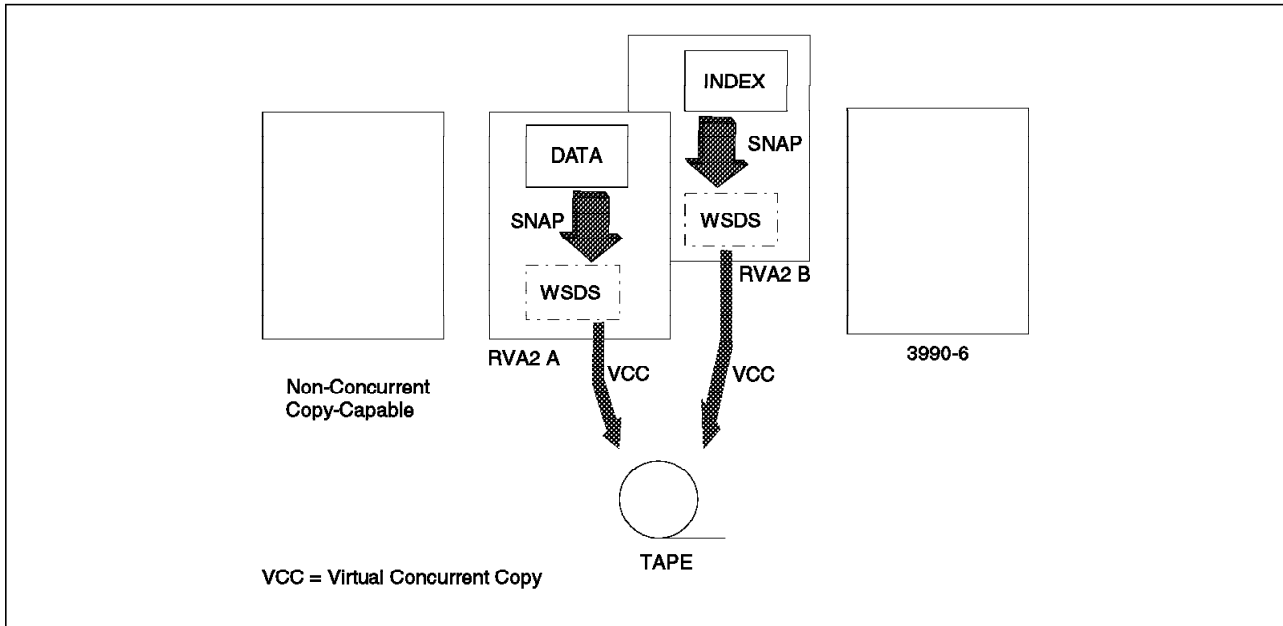 INDEX
SNAP
WSDS
RVA2 B
DATA
SNAP
WSDS
RVA2 A
VCC
VCC
Non-Concurrent
Copy-Capable
3990-6
TAPE
VCC = Virtual Concurrent Copy